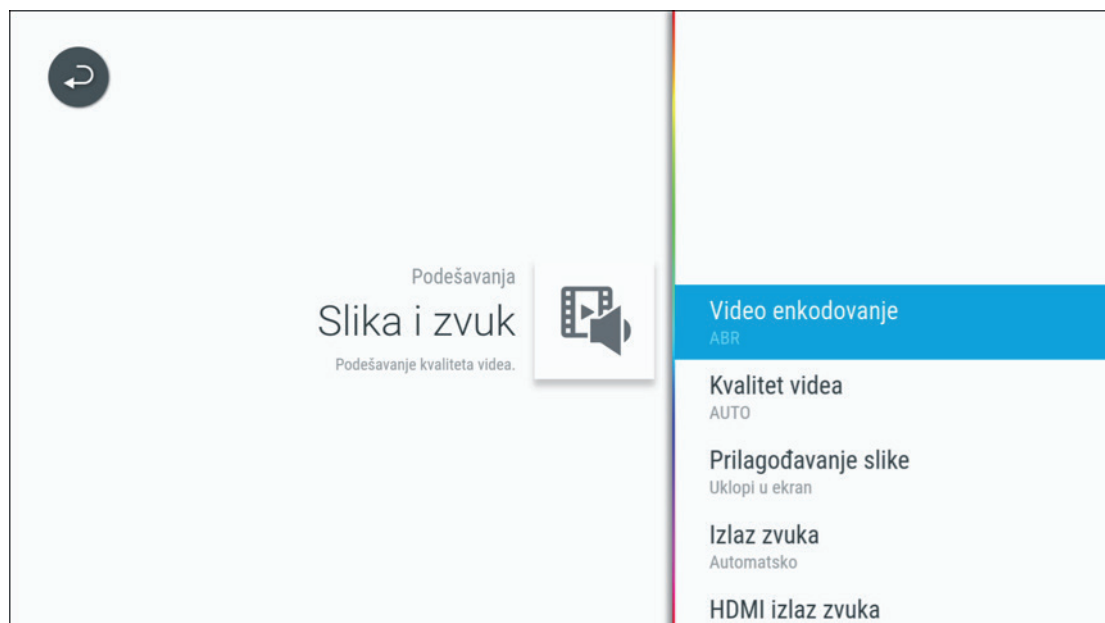 Podešavanja
Slika i zvuk
Podešavanje kvaliteta videa.
Video enkodovanje
ABR
Kvalitet videa
AUTO
Prilagođavanje slike
Uklopi u ekran
Izlaz zvuka
Automatsko
HDMI izlaz zvuka